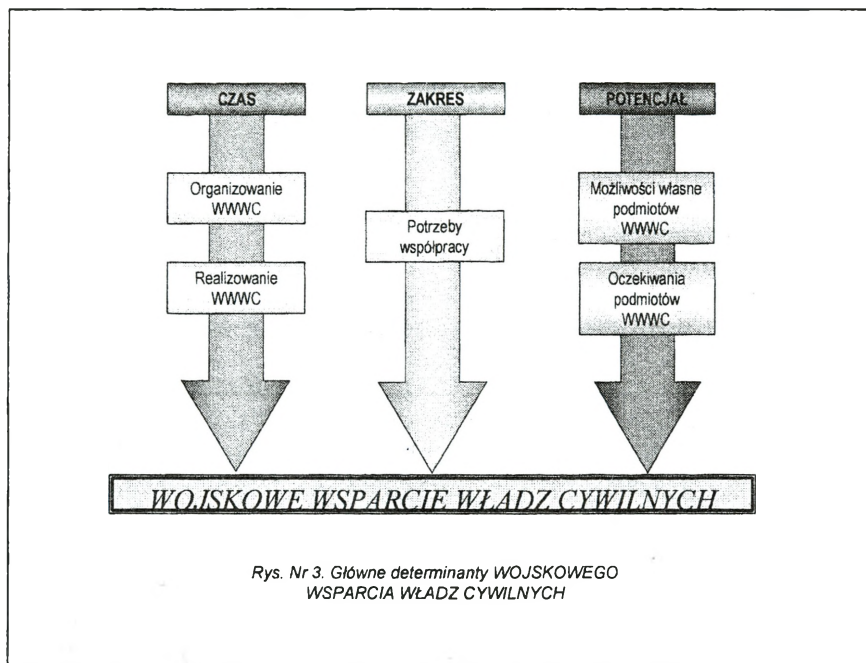 CZAS
ZAKRES
POTENCJAŁ
Organizowanie
WWWC
Realizowanie
WWWC
Potrzeby
współpracy
Możliwości własne
podmiotów
WWWC
Oczekiwania
podmiotów
WWWC
WOJSKOWE WSPARCIE WŁADZ CYWILNYCH
Rys. Nr 3. Główne determinanty WOJSKOWEGO
WSPARCIA WŁADZ CYWILNYCH